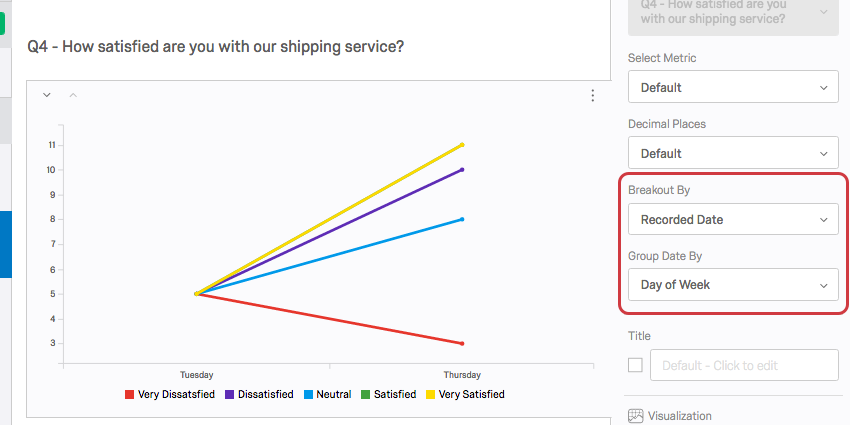 Q4 - How satisfied are you with our shipping service?
11
10
9
8
7
6
5
4
3
Tuesday
Thursday
Very Dissatsfied
Dissatisfied
Neutral
Satisfied
Very Satisfied
Q4 - How satisfied are you
with our shipping service?
Select Metric
Default
Decimal Places
Default
Breakout By
Recorded Date
Group Date By
Day of Week
Title
Default - Click to edit
Visualization